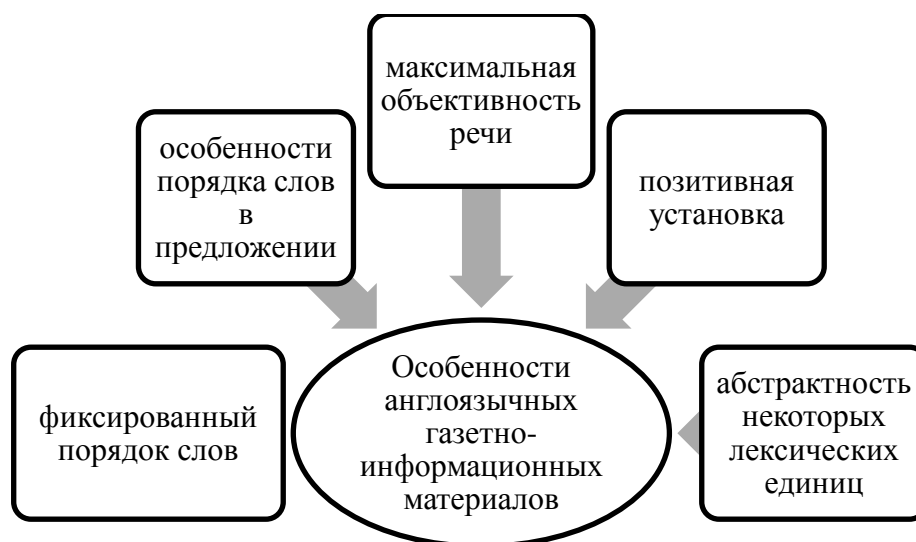 максимальная
объективность
речи
особенности
порядка слов
в
предложении
позитивная
установка
фиксированный
порядок слов
Особенности
англоязычных
газетно-
информационных
материалов
абстрактность
некоторых
лексических
единиц